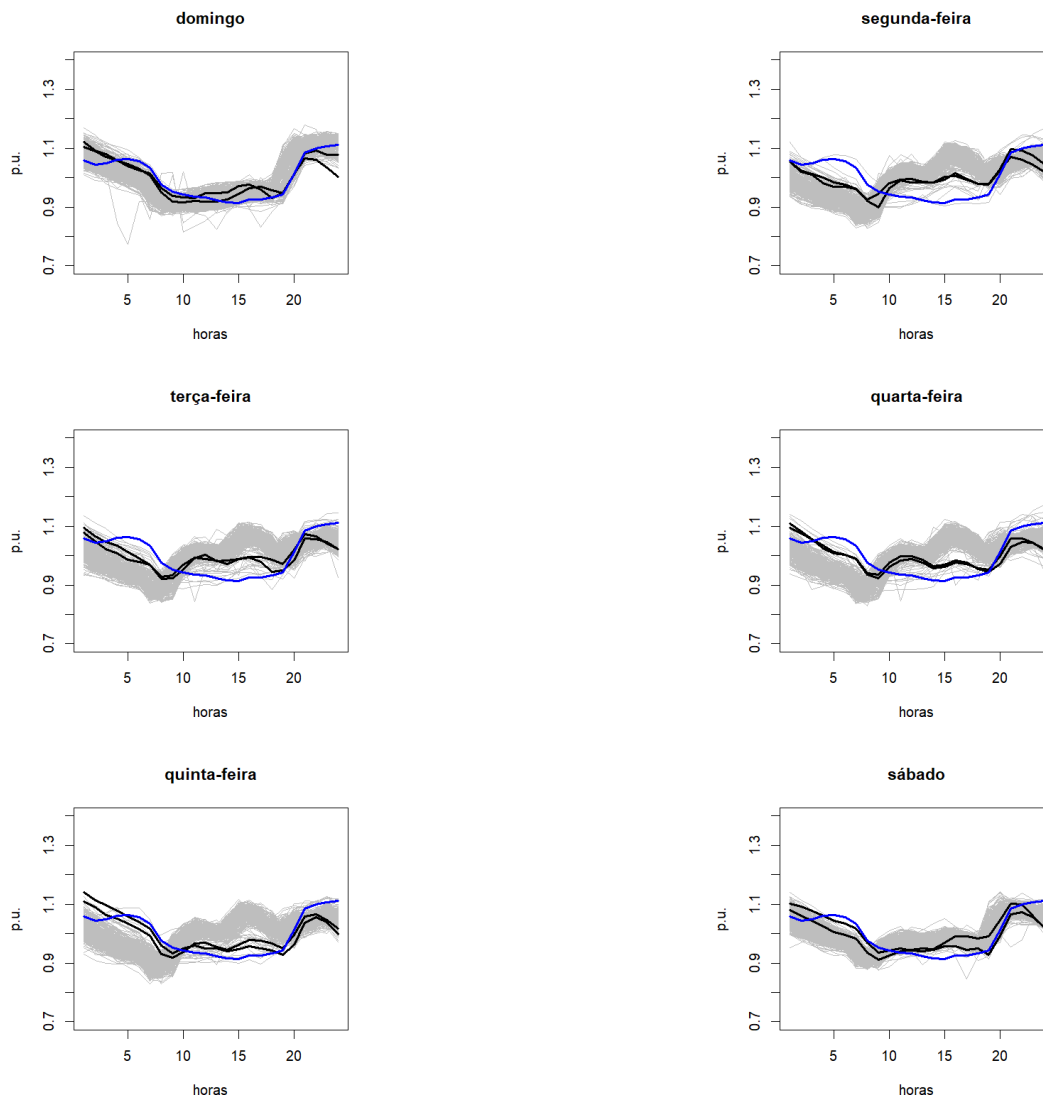 domingo
1.3
1.1
0.9
0.7
p.u.
5 10 15 20
horas
segunda-feira
1.3
1.1
0.9
0.7
p.u.
5 10 15 20
horas
terça-feira
1.3
1.1
0.9
0.7
p.u.
5 10 15 20
horas
quarta-feira
1.3
1.1
0.9
0.7
p.u.
5 10 15 20
horas
quinta-feira
1.3
1.1
0.9
0.7
p.u.
5 10 15 20
horas
sábado
1.3
1.1
0.9
0.7
p.u.
5 10 15 20
horas